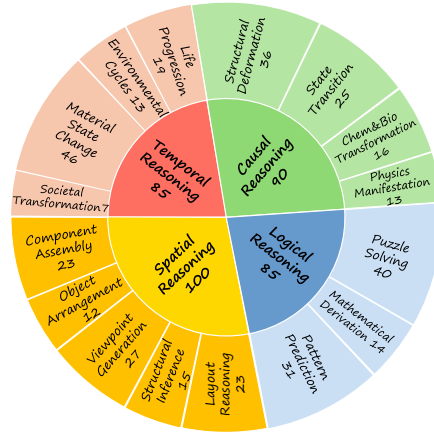 Temporal
Reasoning
85
Causal
Reasoning
90
Logical
Reasoning
85
Spatial
Reasoning
100
Life
Progression
19
Environmental
Cycles 13
Material
State
Change
46
Societal
Transformation7
Structural
Deformation
36
State
Transition
25
Chem&Bio
Transformation
16
Physics
Manifestation
13
Puzzle
Solving
40
Mathematical
Derivation 14
Pattern
Prediction
31
Layout
Reasoning
23
Structural
Inference
15
Viewpoint
Generation
27
Object
Arrangement
12
Component
Assembly
23